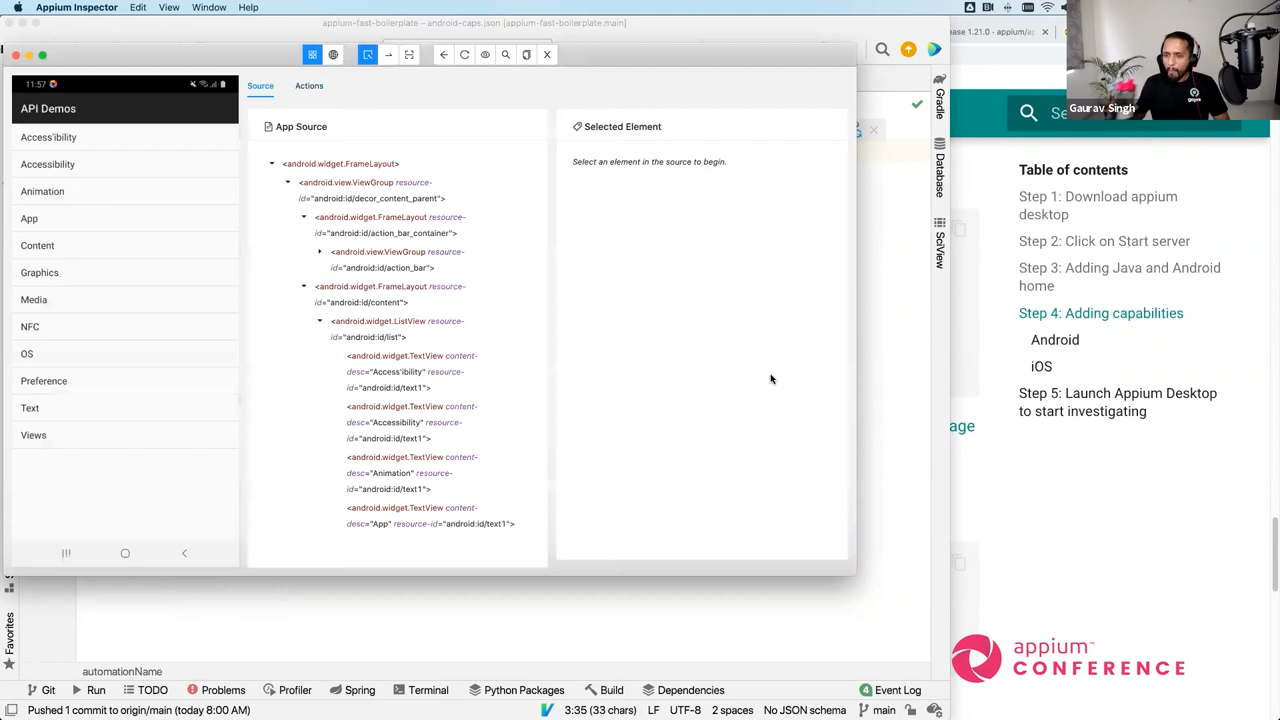 Appium Inspector Edit View Window Help
appium-fast-boilerplate – android-caps.json [appium-fast-boilerplate.main]
ease 1.21.0 · appium/a
Gaurav Singh
11:57
API Demos
Access'ibility
Accessibility
Animation
App
Content
Graphics
Media
NFC
OS
Preference
Text
Views
Source Actions
App Source
<android.widget.FrameLayout>
<android.view.ViewGroup resource-
id="android:id/decor_content_parent">
<android.widget.FrameLayout resource-
id="android:id/action_bar_container">
<android.view.ViewGroup resource-
id="android:id/action_bar">
<android.widget.FrameLayout resource-
id="android:id/content">
<android.widget.ListView resource-
id="android:id/list">
<android.widget.TextView content-
desc="Access'ibility" resource-
id="android:id/text1">
<android.widget.TextView content-
desc="Accessibility" resource-
id="android:id/text1">
<android.widget.TextView content-
desc="Animation" resource-
id="android:id/text1">
<android.widget.TextView content-
desc="App" resource-id="android:id/text1">
Selected Element
Select an element in the source to begin.
Gradle
Database
SciView
Se
Table of contents
Step 1: Download appium
desktop
Step 2: Click on Start server
Step 3: Adding Java and Android
home
Step 4: Adding capabilities
Android
iOS
Step 5: Launch Appium Desktop
to start investigating
age
appium™
CONFERENCE
Favorites
automationName
Git Run TODO Problems Profiler Spring Terminal Python Packages Build Dependencies 4 Event Log
Pushed 1 commit to origin/main (today 8:00 AM) 3:35 (33 chars) LF UTF-8 2 spaces No JSON schema main